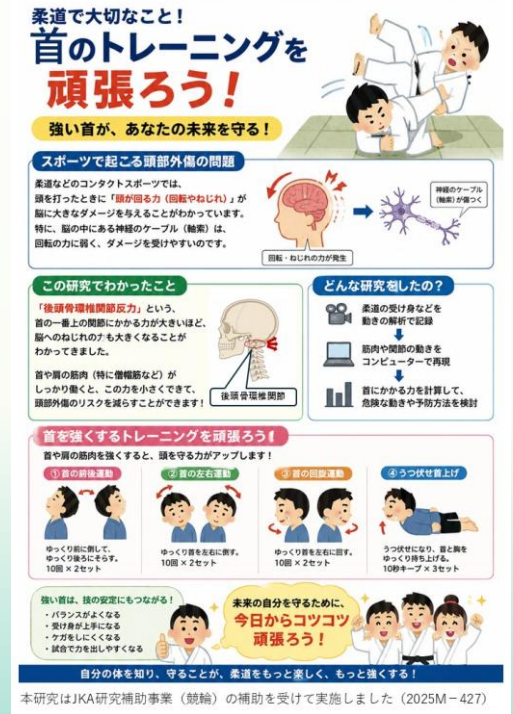 柔道で大切なこと！
首のトレーニングを
頑張ろう！
強い首が、あなたの未来を守る！
スポーツで起こる頭部外傷の問題
柔道などのコンタクトスポーツでは、
頭を打ったときに「頭が回る力（回転やねじれ）」が
脳に大きなダメージを与えることがわかっています。
特に、脳の中にある神経のケーブル（軸索）は、
回転の力に弱く、ダメージを受けやすいのです。
回転・ねじれの力が発生
神経のケーブル
（軸索）が傷つく
この研究でわかったこと
「後頭骨環椎関節反力」という、
首の一番上の関節にかかる力が大きいほど、
脳へのねじれの力も大きくなることが
わかってきました。
首や肩の筋肉（特に僧帽筋など）が
しっかり働くと、この力を小さくできて、
頭部外傷のリスクを減らすことができます！
後頭骨環椎関節
どんな研究をしたの？
柔道の受け身などを
動きの解析で記録
筋肉や関節の動きを
コンピューターで再現
首にかかる力を計算して、
危険な動きや予防方法を検討
首を強くするトレーニングを頑張ろう！
首や肩の筋肉を強くすると、頭を守る力がアップします！
①首の前後運動
ゆっくり前に倒して、
ゆっくり後ろにそらす。
10回×2セット
②首の左右運動
ゆっくり首を左右に倒す。
10回×2セット
③首の回旋運動
ゆっくり首を左右に回す。
10回×2セット
④うつ伏せ首上げ
うつ伏せになり、首と胸を
ゆっくり持ち上げる。
10秒キープ×3セット
強い首は、技の安定にもつながる！
・バランスがよくなる
・受け身が上手になる
・ケガをしにくくなる
・試合で力を出しやすくなる
未来の自分を守るために、
今日からコツコツ
頑張ろう！
自分の体を知り、守ることが、柔道をもっと楽しく、もっと強くする！
本研究はJKA研究補助事業（競輪）の補助を受けて実施しました（2025M－427）